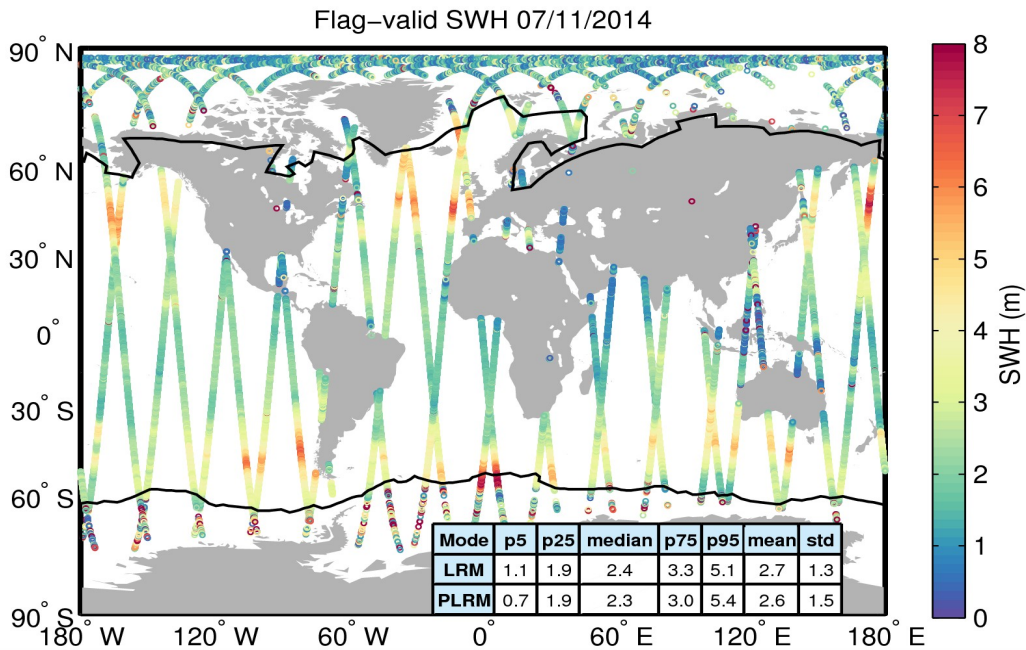 Flag-valid SWH 07/11/2014
90° N
60° N
30° N
0°
30° S
60° S
90° S
180° W
120° W
60° W
0°
60° E
120° E
180° E
Mode p5 p25 median p75 p95 mean std
LRM 1.1 1.9 2.4 3.3 5.1 2.7 1.3
PLRM 0.7 1.9 2.3 3.0 5.4 2.6 1.5
8
7
6
5
4
3
2
1
0
SWH (m)